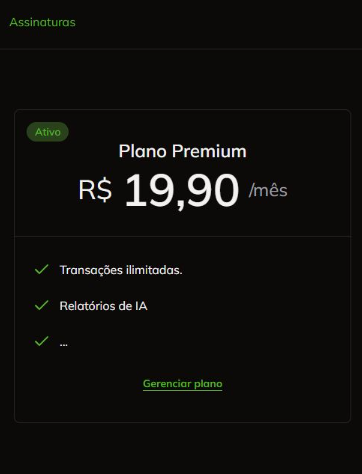 Assinaturas
Ativo
Plano Premium
R$ 19,90 /mês
Transações ilimitadas.
Relatórios de IA
...
Gerenciar plano